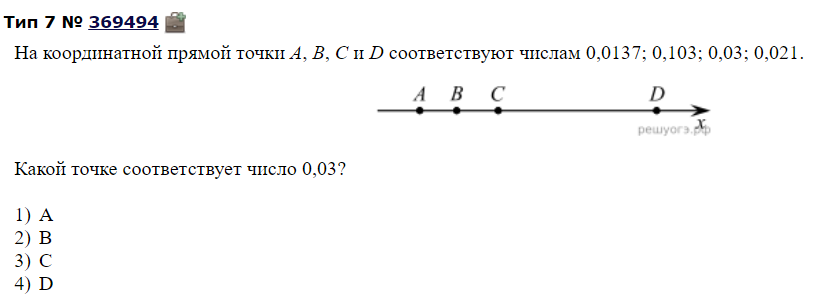 Тип 7 № 369494
На координатной прямой точки A, B, C и D соответствуют числам 0,0137; 0,103; 0,03; 0,021.
A B C D
x
решуогэ.рф
Какой точке соответствует число 0,03?
1) A
2) B
3) C
4) D